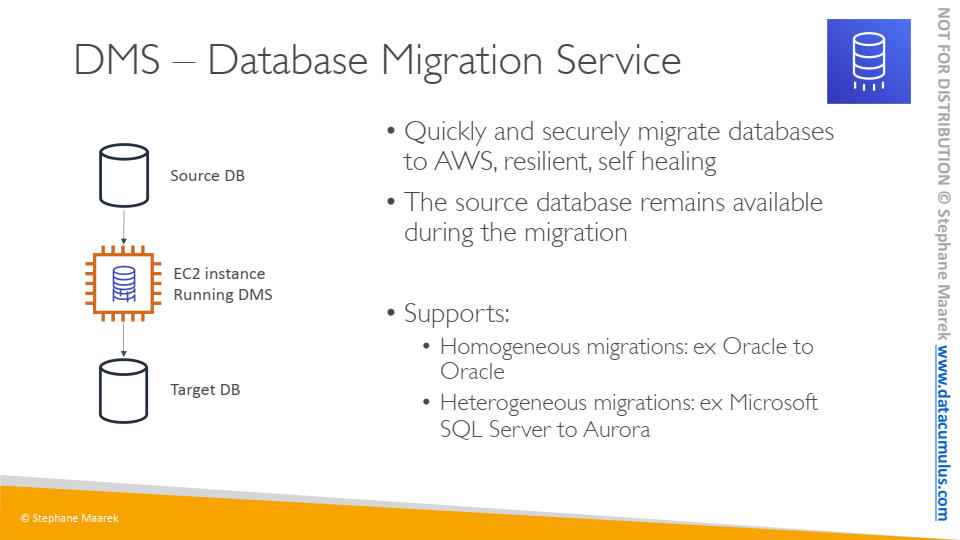 DMS – Database Migration Service
Source DB
EC2 instance
Running DMS
Target DB
• Quickly and securely migrate databases
to AWS, resilient, self healing
• The source database remains available
during the migration
• Supports:
• Homogeneous migrations: ex Oracle to
Oracle
• Heterogeneous migrations: ex Microsoft
SQL Server to Aurora
NOT FOR DISTRIBUTION © Stephane Maarek www.datacumulus.com
© Stephane Maarek